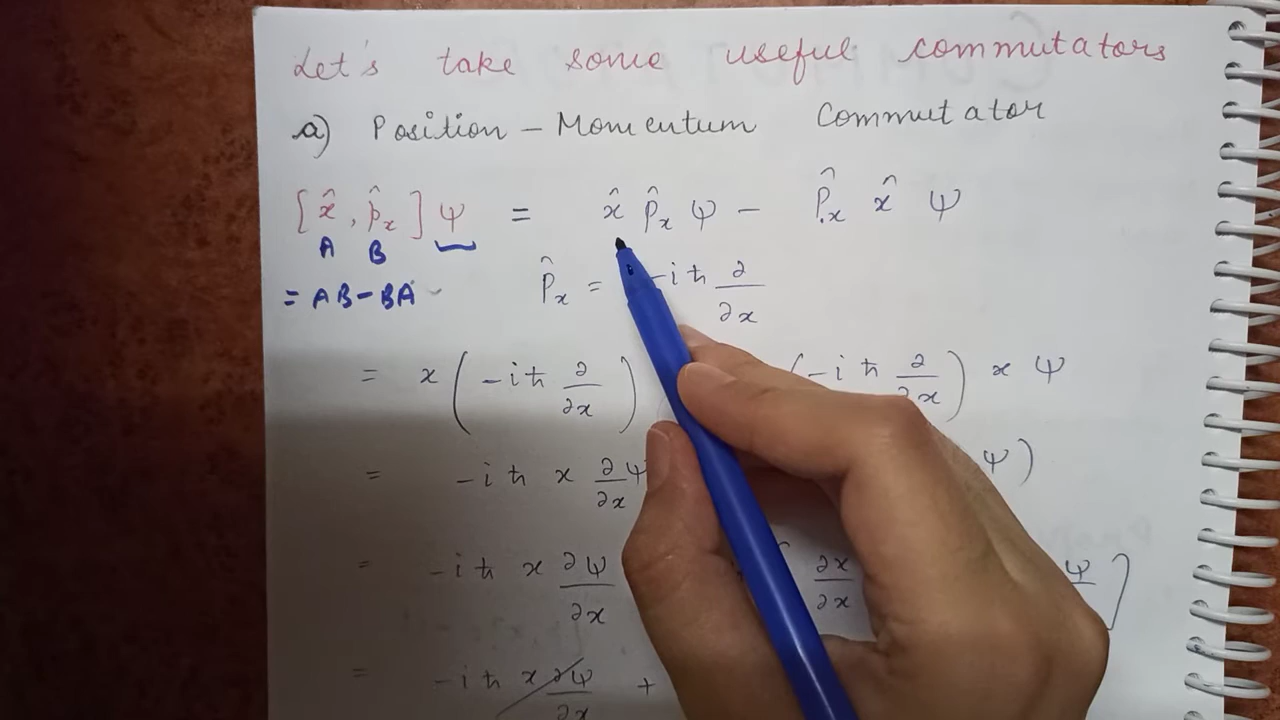 Let's take some useful commutators
a) Position - Momentum Commutator
[x̂, p̂ₓ] ψ = x̂ p̂ₓ ψ - p̂ₓ x̂ ψ
A B
= AB - BA
p̂ₓ = -iħ ∂/∂x
= x (-iħ ∂/∂x) (-iħ ∂/∂x) x ψ
= -iħ x ∂/∂x ψ ψ)
= -iħ x ∂ψ/∂x ∂x/∂x ψ ]
= -iħ x ∂ψ/∂x +